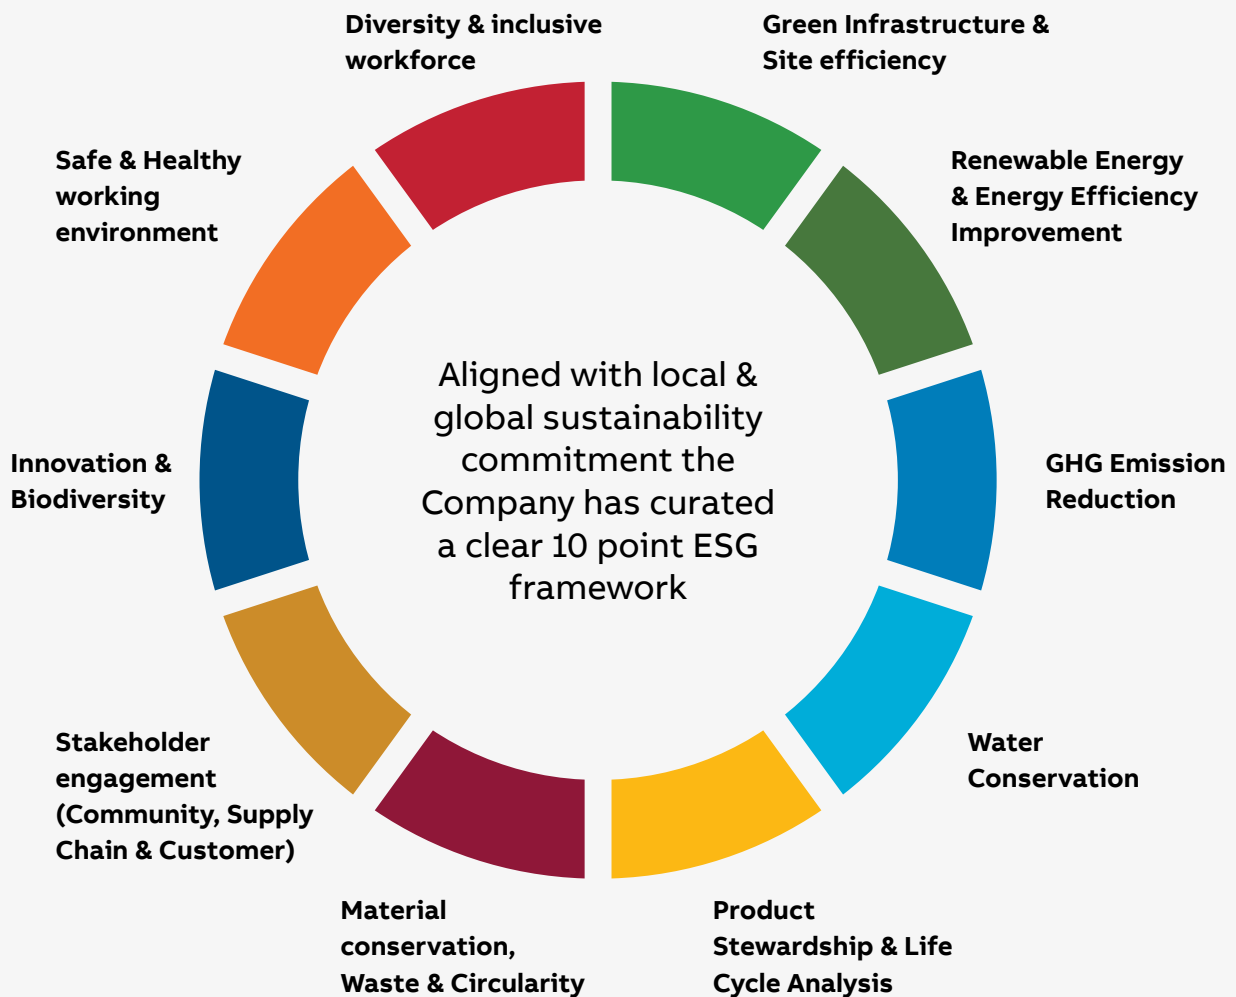 Diversity & inclusive
workforce
Green Infrastructure &
Site efficiency
Safe & Healthy
working
environment
Renewable Energy
& Energy Efficiency
Improvement
Aligned with local &
global sustainability
commitment the
Company has curated
a clear 10 point ESG
framework
Innovation &
Biodiversity
GHG Emission
Reduction
Stakeholder
engagement
(Community, Supply
Chain & Customer)
Water
Conservation
Material
conservation,
Waste & Circularity
Product
Stewardship & Life
Cycle Analysis